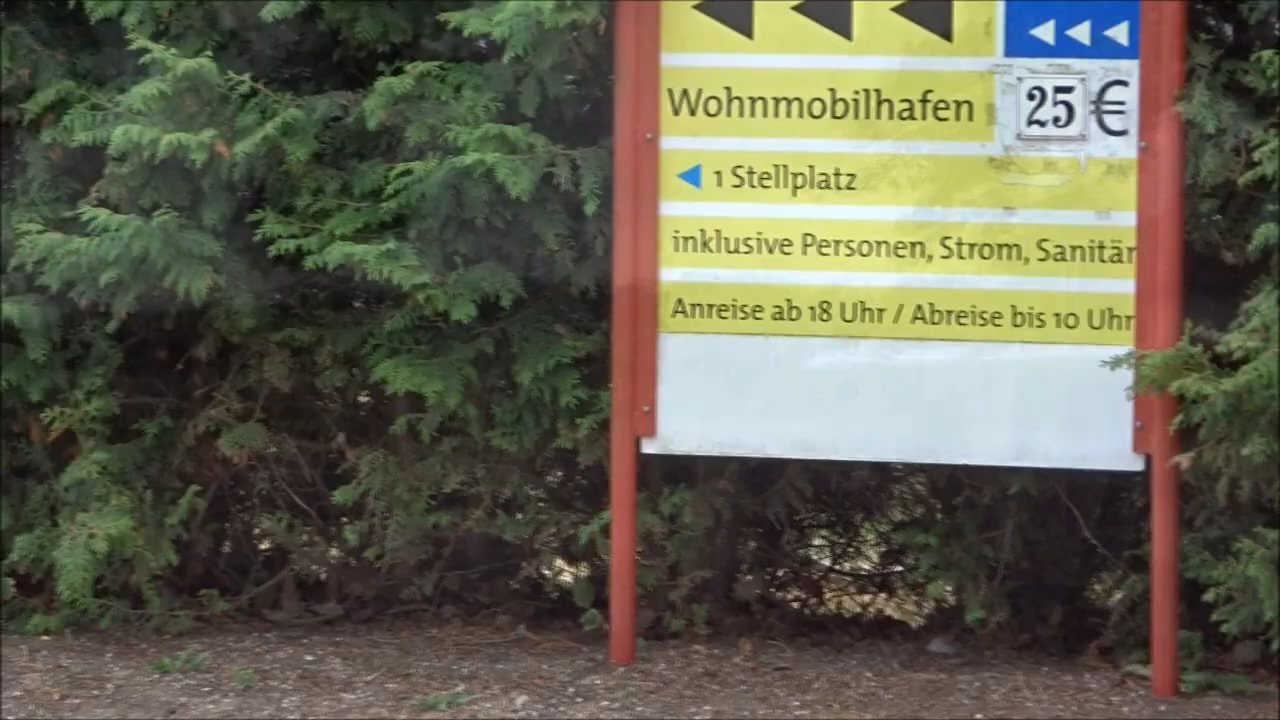 Wohnmobilhafen 25 €
1 Stellplatz
inklusive Personen, Strom, Sanitär
Anreise ab 18 Uhr / Abreise bis 10 Uhr